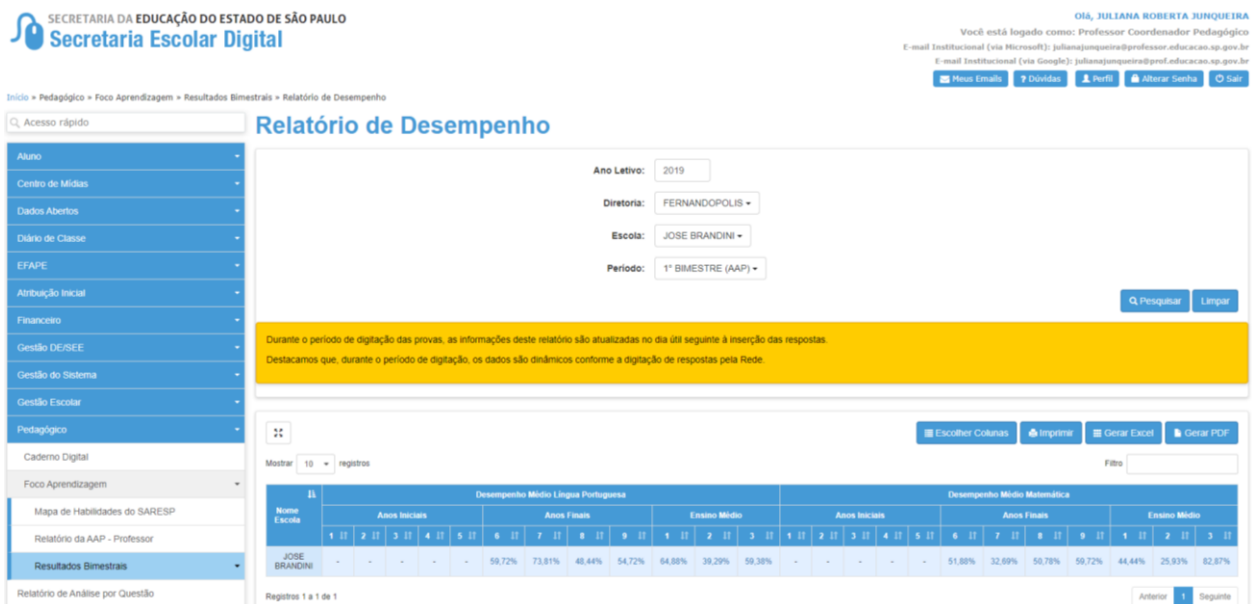 SECRETARIA DA EDUCAÇÃO DO ESTADO DE SÃO PAULO
Secretaria Escolar Digital
Olá, JULIANA ROBERTA JUNQUEIRA
Você está logado como: Professor Coordenador Pedagógico
E-mail Institucional (via Microsoft): julianajunqueira@professor.educacao.sp.gov.br
E-mail Institucional (via Google): julianajunqueira@prof.educacao.sp.gov.br
Meus Emails ? Dúvidas Perfil Alterar Senha Sair
Início » Pedagógico » Foco Aprendizagem » Resultados Bimestrais » Relatório de Desempenho
Acesso rápido
Aluno
Centro de Mídias
Dados Abertos
Diário de Classe
EFAPE
Atribuição Inicial
Financeiro
Gestão DE/SEE
Gestão do Sistema
Gestão Escolar
Pedagógico
Caderno Digital
Foco Aprendizagem
Mapa de Habilidades do SARESP
Relatório da AAP - Professor
Resultados Bimestrais
Relatório de Análise por Questão
Relatório de Desempenho
Ano Letivo: 2019
Diretoria: FERNANDOPOLIS
Escola: JOSE BRANDINI
Período: 1° BIMESTRE (AAP)
Pesquisar Limpar
Durante o período de digitação das provas, as informações deste relatório são atualizadas no dia útil seguinte à inserção das respostas.
Destacamos que, durante o período de digitação, os dados são dinâmicos conforme a digitação de respostas pela Rede.
Escolher Colunas Imprimir Gerar Excel Gerar PDF
Mostrar 10 registros Filtro
Nome Escola Desempenho Médio Língua Portuguesa Desempenho Médio Matemática
Anos Iniciais Anos Finais Ensino Médio Anos Iniciais Anos Finais Ensino Médio
1 2 3 4 5 6 7 8 9 1 2 3 1 2 3 4 5 6 7 8 9 1 2 3
JOSE BRANDINI - - - - - 59,72% 73,81% 48,44% 54,72% 64,88% 39,29% 59,38% - - - - - 51,88% 32,69% 50,78% 59,72% 44,44% 25,93% 82,87%
Registros 1 a 1 de 1
Anterior 1 Seguinte